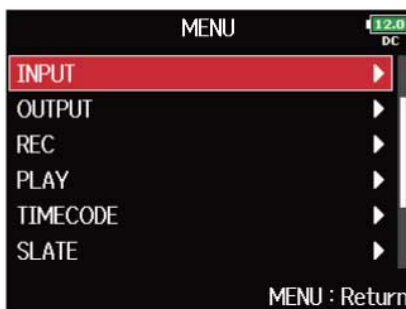 MENU
12.0
DC
INPUT
OUTPUT
REC
PLAY
TIMECODE
SLATE
MENU : Return